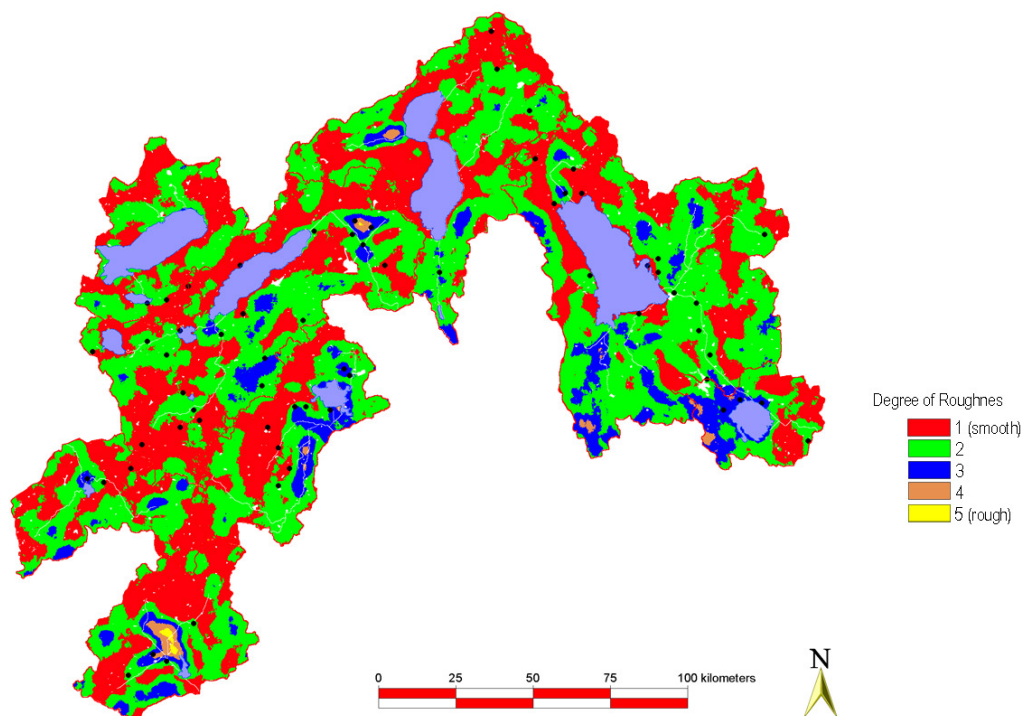 Degree of Roughnes
1 (smooth)
2
3
4
5 (rough)
N
0 25 50 75 100 kilometers